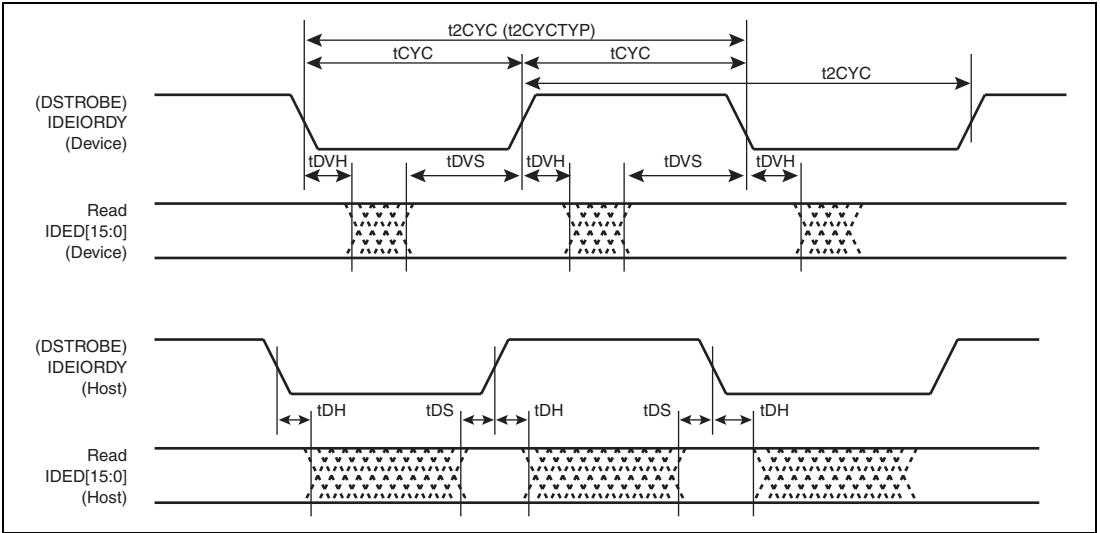 t2CYC (t2CYCTYP)
tCYC tCYC
t2CYC
(DSTROBE)
IDEIORDY
(Device)
tDVH tDVS tDVH tDVS tDVH
Read
IDED[15:0]
(Device)
(DSTROBE)
IDEIORDY
(Host)
tDH tDS tDH tDS tDH
Read
IDED[15:0]
(Host)